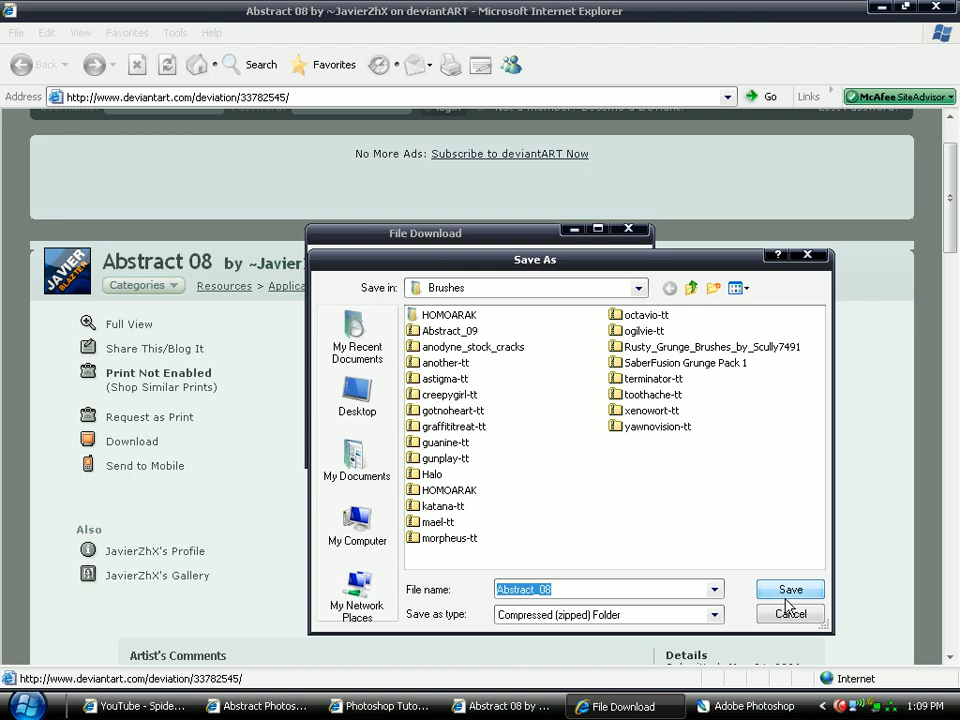 Abstract 08 by ~JavierZhX on deviantART - Microsoft Internet Explorer
File Edit View Favorites Tools Help
Back Search Favorites
Address http://www.deviantart.com/deviation/33782545/ Go Links McAfee SiteAdvisor
No More Ads: Subscribe to deviantART Now
JAVIER
BLAZTER
Abstract 08 by ~Javier
Categories Resources > Applica
Full View
Share This/Blog It
Print Not Enabled
(Shop Similar Prints)
Request as Print
Download
Send to Mobile
Also
JavierZhX's Profile
JavierZhX's Gallery
Artist's Comments
Details
File Download
Save As
Save in: Brushes
My Recent
Documents
Desktop
My Documents
My Computer
My Network
Places
HOMOARAK
Abstract_09
anodyne_stock_cracks
another-tt
astigma-tt
creepygirl-tt
gotnoheart-tt
graffititreat-tt
guanine-tt
gunplay-tt
Halo
HOMOARAK
katana-tt
mael-tt
morpheus-tt
octavio-tt
ogilvie-tt
Rusty_Grunge_Brushes_by_Scully7491
SaberFusion Grunge Pack 1
terminator-tt
toothache-tt
xenowort-tt
yawnovision-tt
File name: Abstract_08 Save
Save as type: Compressed (zipped) Folder Cancel
http://www.deviantart.com/deviation/33782545/ Internet
YouTube - Spide... Abstract Photos... Photoshop Tuto... Abstract 08 by ... File Download Adobe Photoshop 1:09 PM